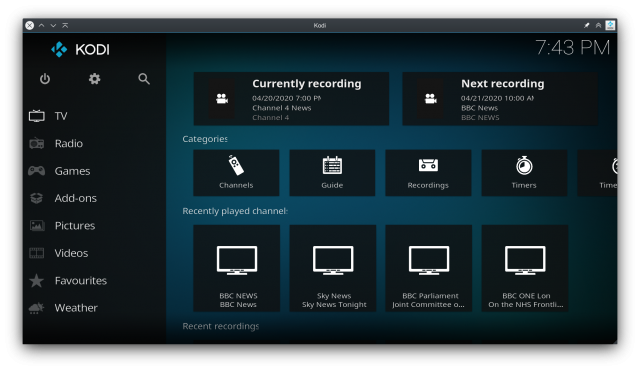 Kodi
KODI
7:43 PM
TV
Radio
Games
Add-ons
Pictures
Videos
Favourites
Weather
Currently recording
04/20/2020 7:00 PM
Channel 4 News
Channel 4
Next recording
04/21/2020 10:00 AM
BBC News
BBC NEWS
Categories
Channels
Guide
Recordings
Timers
Time
Recently played channels
BBC NEWS
BBC News
Sky News
Sky News Tonight
BBC Parliament
Joint Committee o...
BBC ONE Lon
On the NHS Frontli...
Recent recordings